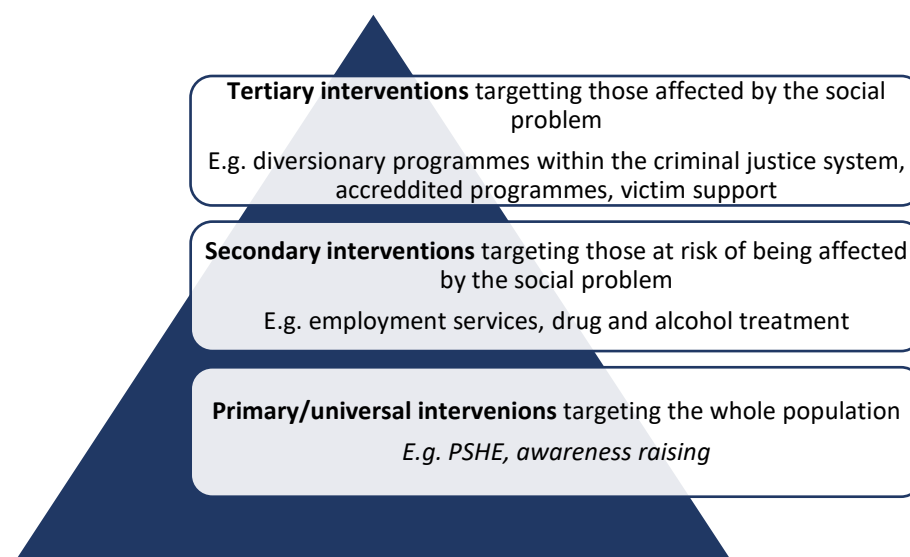 Tertiary interventions targetting those affected by the social
problem
E.g. diversionary programmes within the criminal justice system,
accreddited programmes, victim support
Secondary interventions targeting those at risk of being affected
by the social problem
E.g. employment services, drug and alcohol treatment
Primary/universal intervenions targeting the whole population
E.g. PSHE, awareness raising